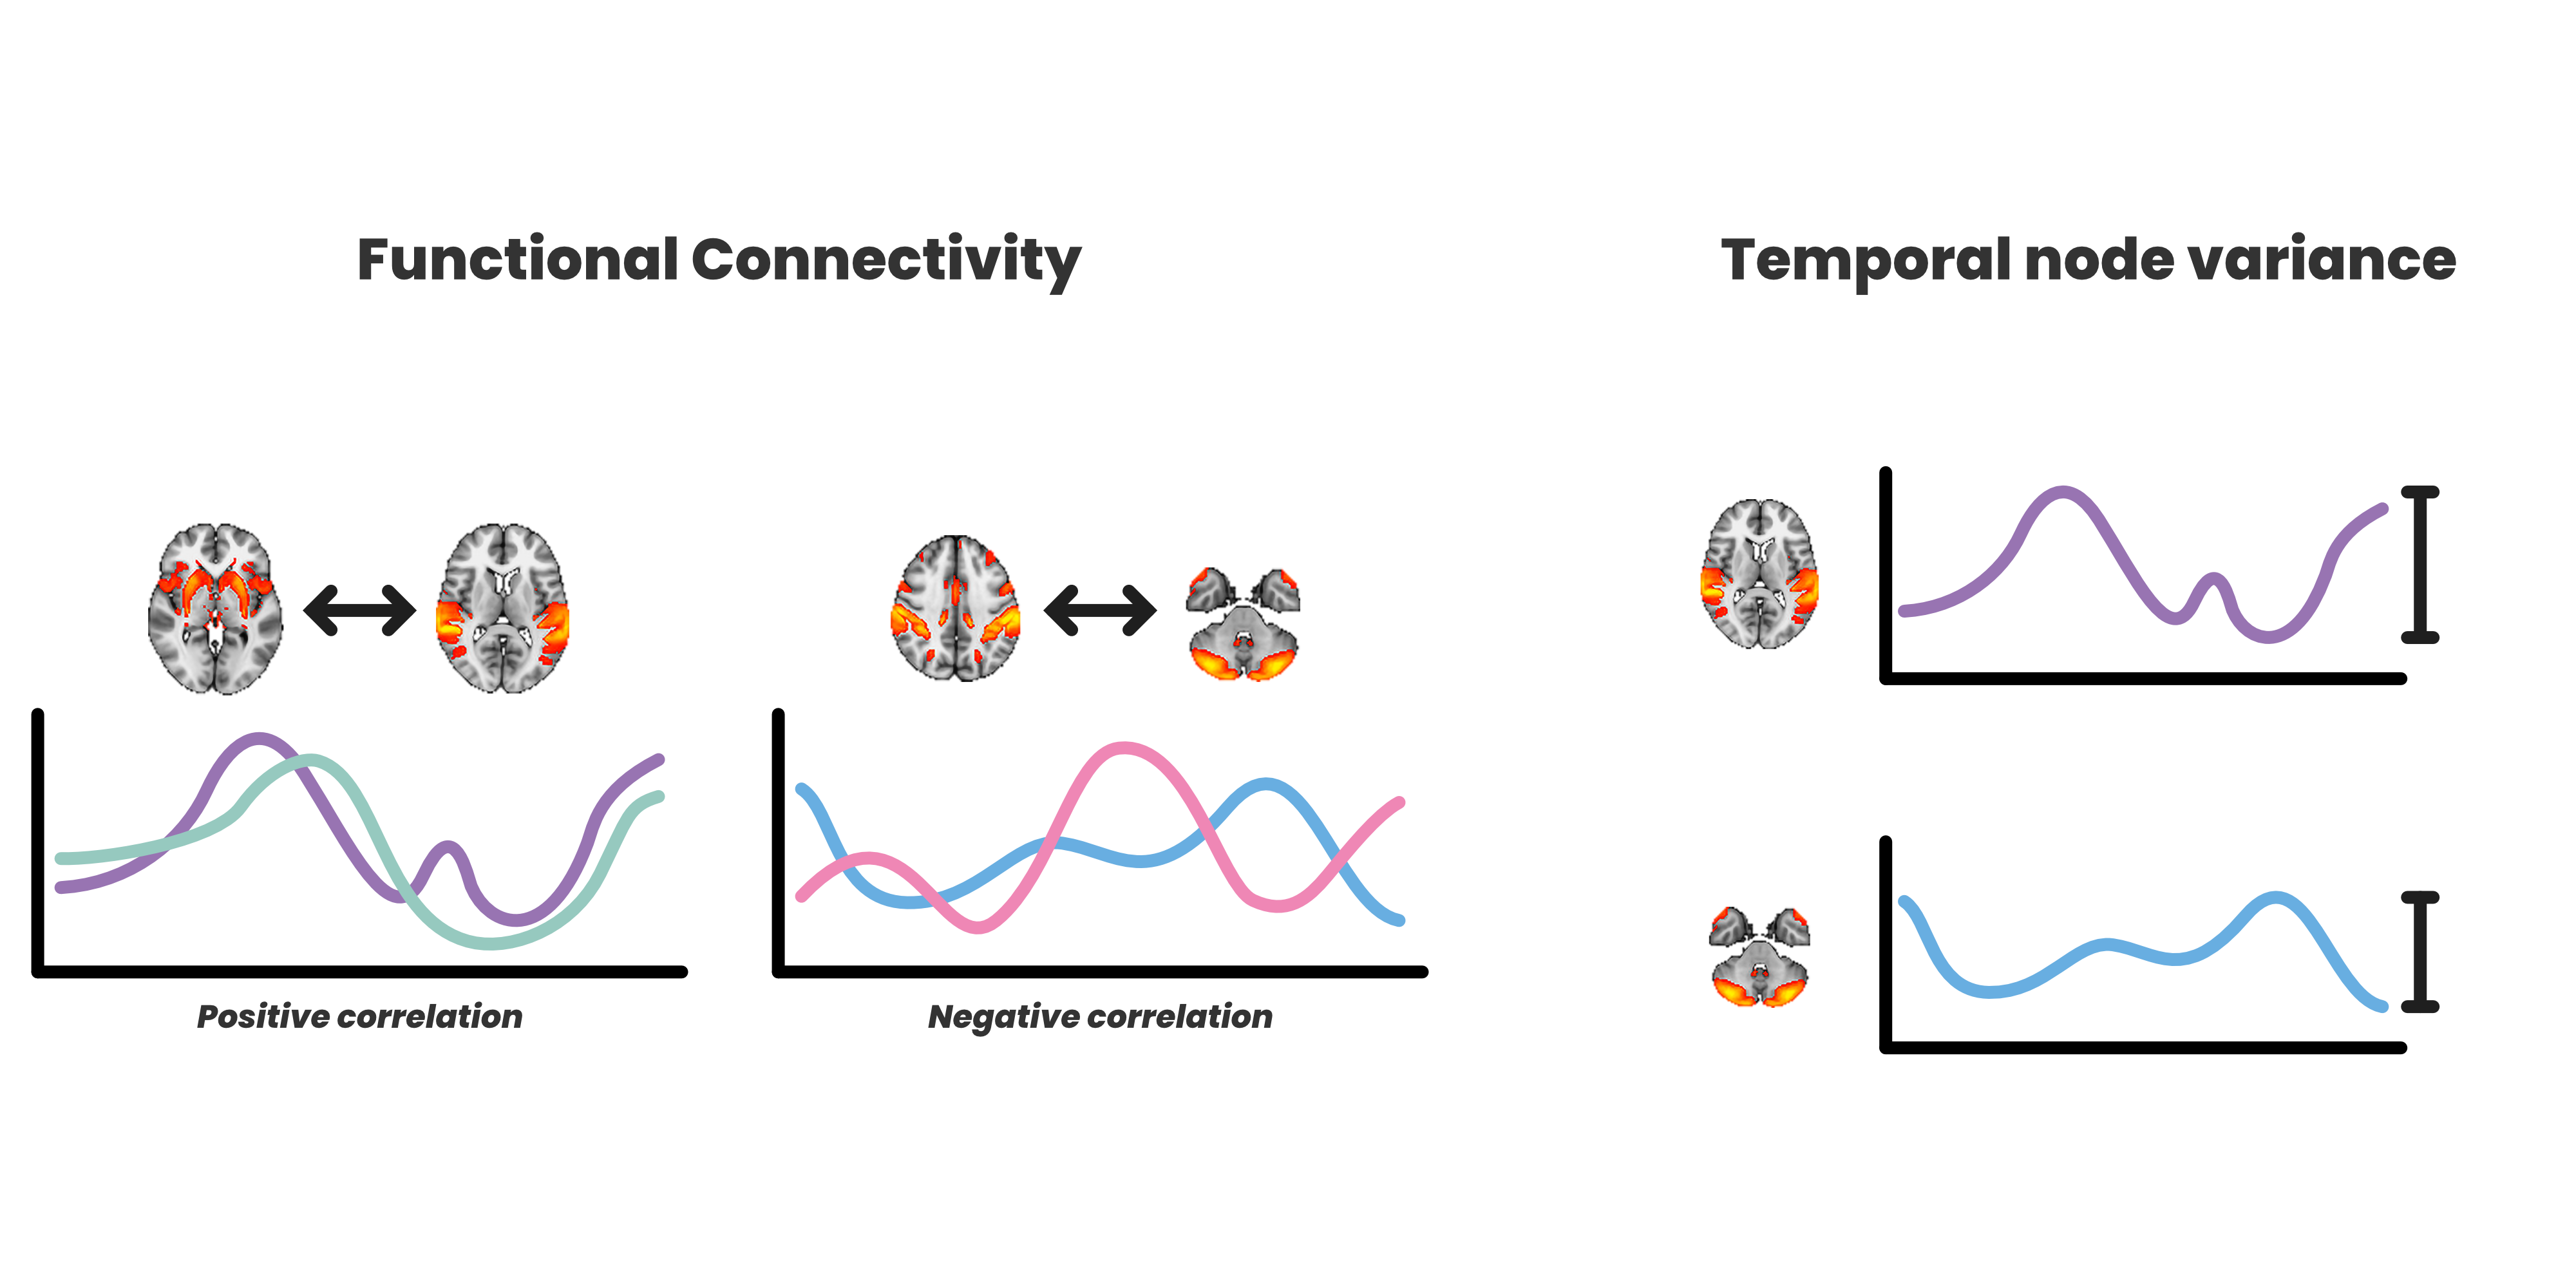 Functional Connectivity
Temporal node variance
Positive correlation
Negative correlation